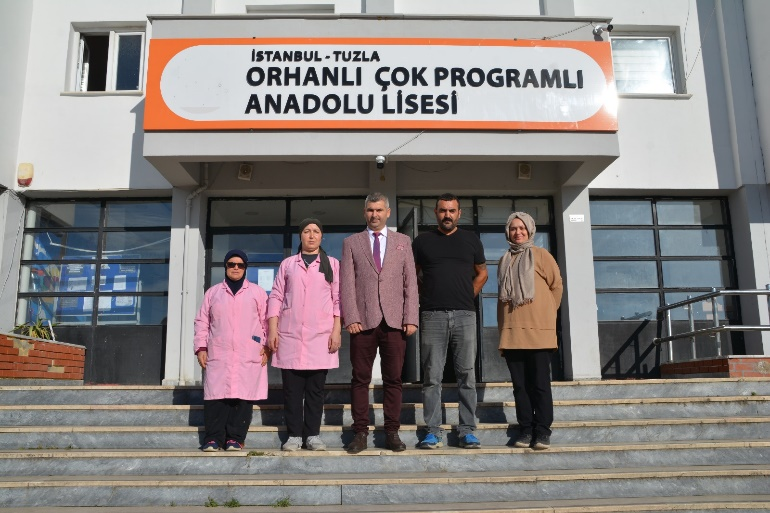 İSTANBUL - TUZLA
ORHANLI ÇOK PROGRAMLI
ANADOLU LİSESİ